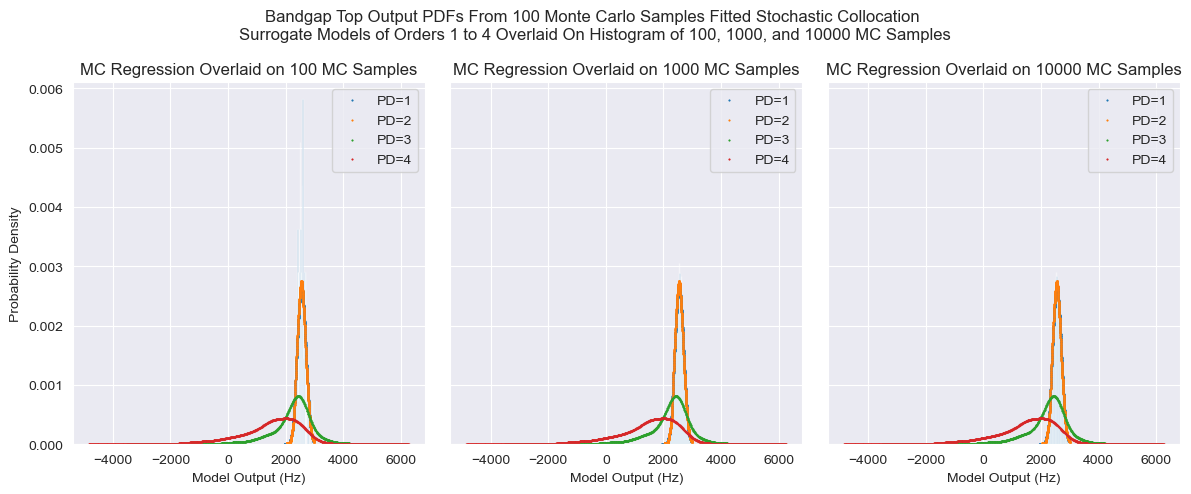 Bandgap Top Output PDFs From 100 Monte Carlo Samples Fitted Stochastic Collocation
Surrogate Models of Orders 1 to 4 Overlaid On Histogram of 100, 1000, and 10000 MC Samples
MC Regression Overlaid on 100 MC Samples
MC Regression Overlaid on 1000 MC Samples
MC Regression Overlaid on 10000 MC Samples
Probability Density
0.006
0.005
0.004
0.003
0.002
0.001
0.000
PD=1
PD=2
PD=3
PD=4
−4000 −2000 0 2000 4000 6000
Model Output (Hz)
PD=1
PD=2
PD=3
PD=4
−4000 −2000 0 2000 4000 6000
Model Output (Hz)
PD=1
PD=2
PD=3
PD=4
−4000 −2000 0 2000 4000 6000
Model Output (Hz)